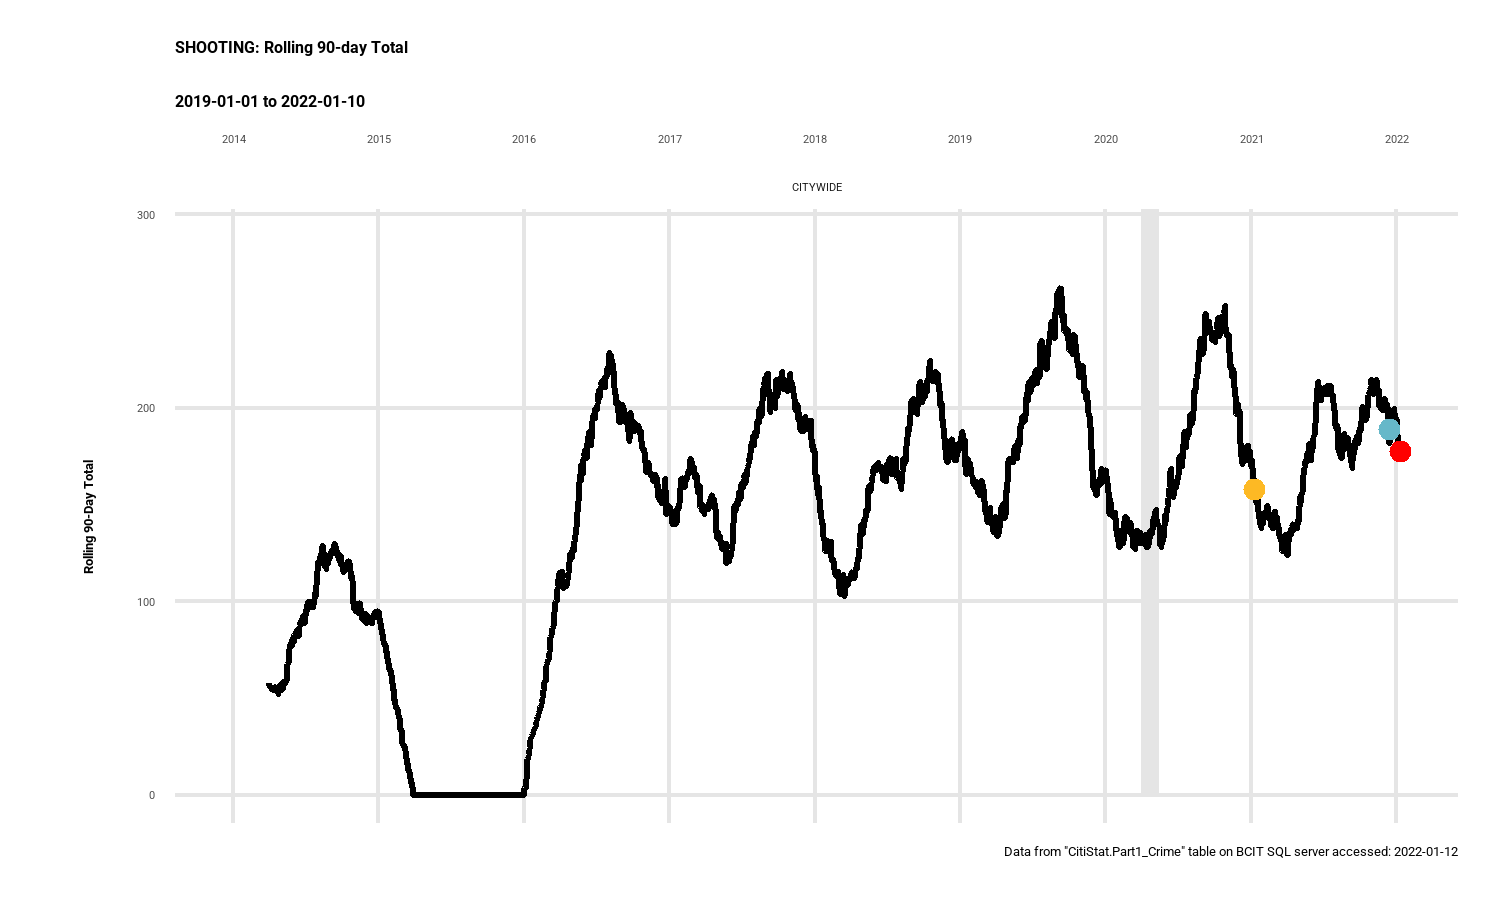 SHOOTING: Rolling 90-day Total
2019-01-01 to 2022-01-10
2014 2015 2016 2017 2018 2019 2020 2021 2022
CITYWIDE
300
200
100
0
Rolling 90-Day Total
Data from "CitiStat.Part1_Crime" table on BCIT SQL server accessed: 2022-01-12